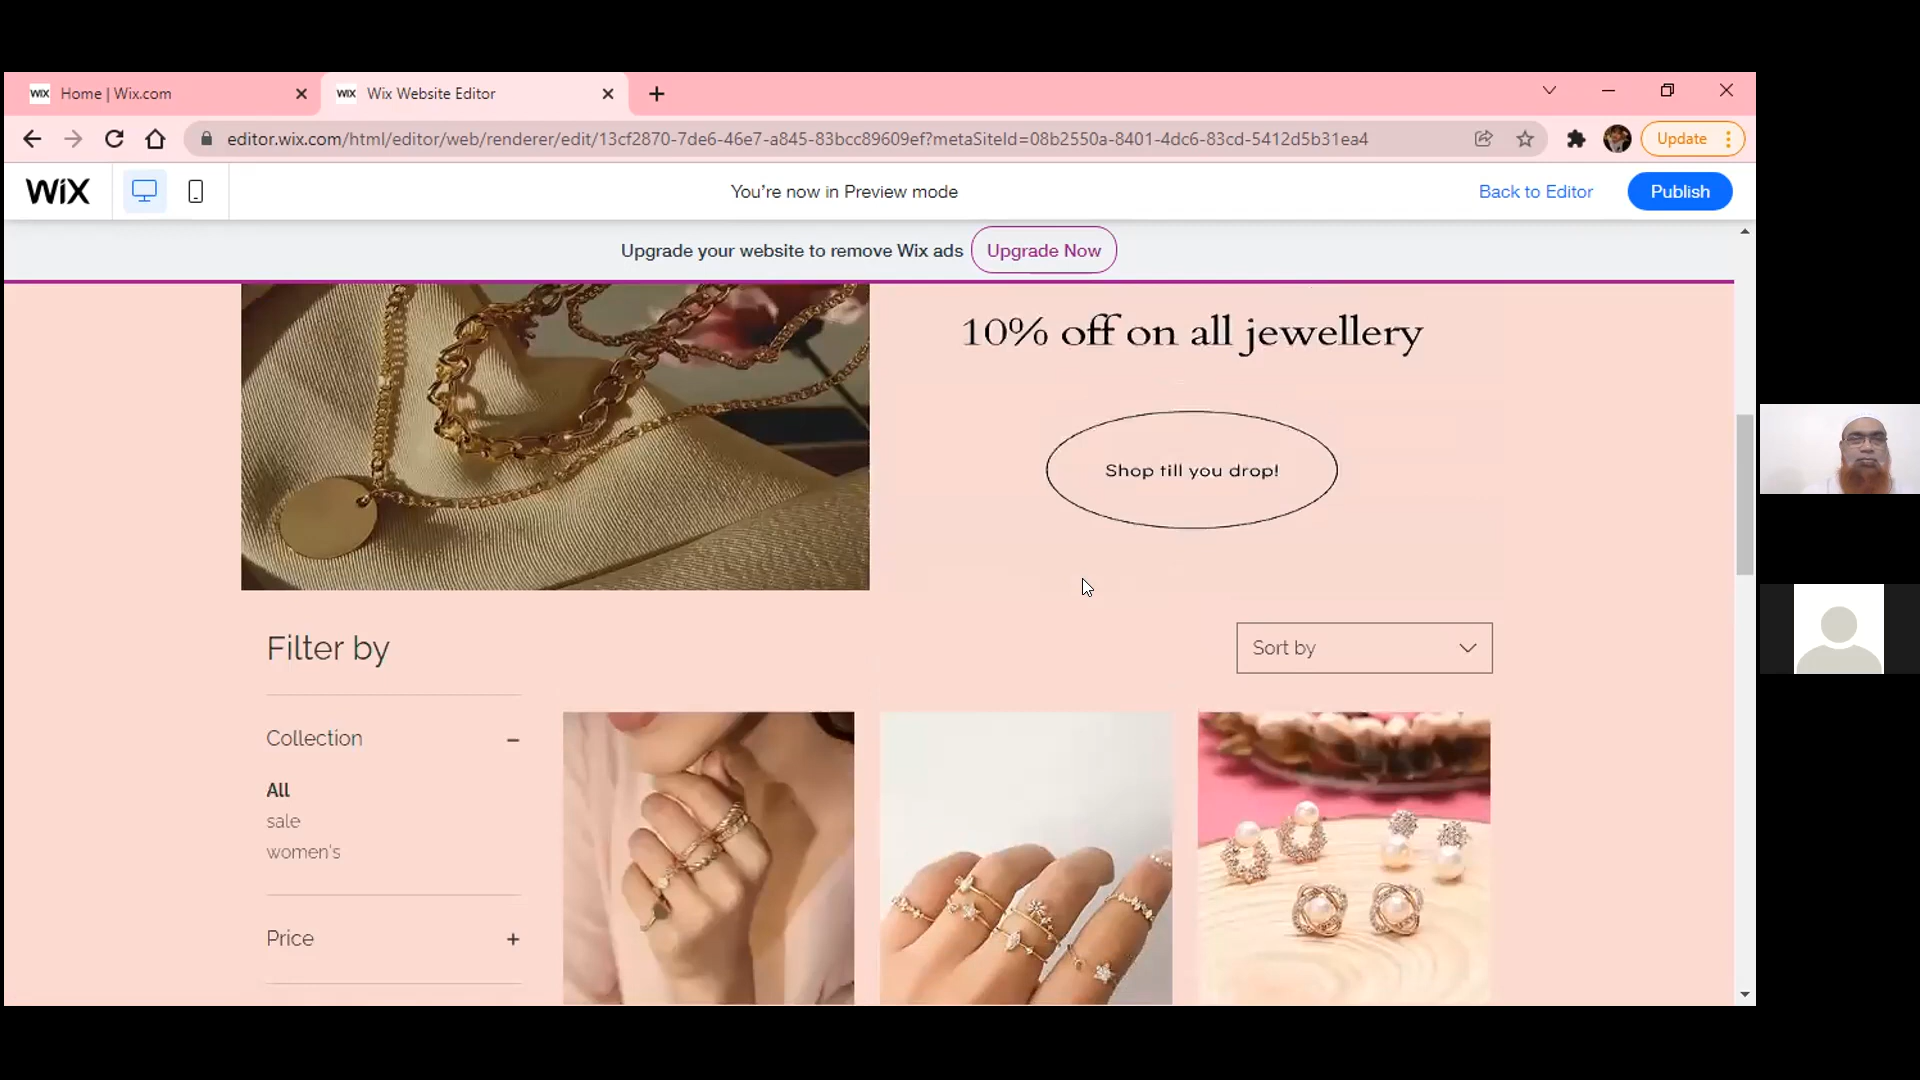 WIX Home | Wix.com
WIX Wix Website Editor
editor.wix.com/html/editor/web/renderer/edit/13cf2870-7de6-46e7-a845-83bcc89609ef?metaSiteId=08b2550a-8401-4dc6-83cd-5412d5b31ea4
Update
WiX
You're now in Preview mode
Back to Editor
Publish
Upgrade your website to remove Wix ads
Upgrade Now
10% off on all jewellery
Shop till you drop!
Filter by
Sort by
Collection
All
sale
women's
Price